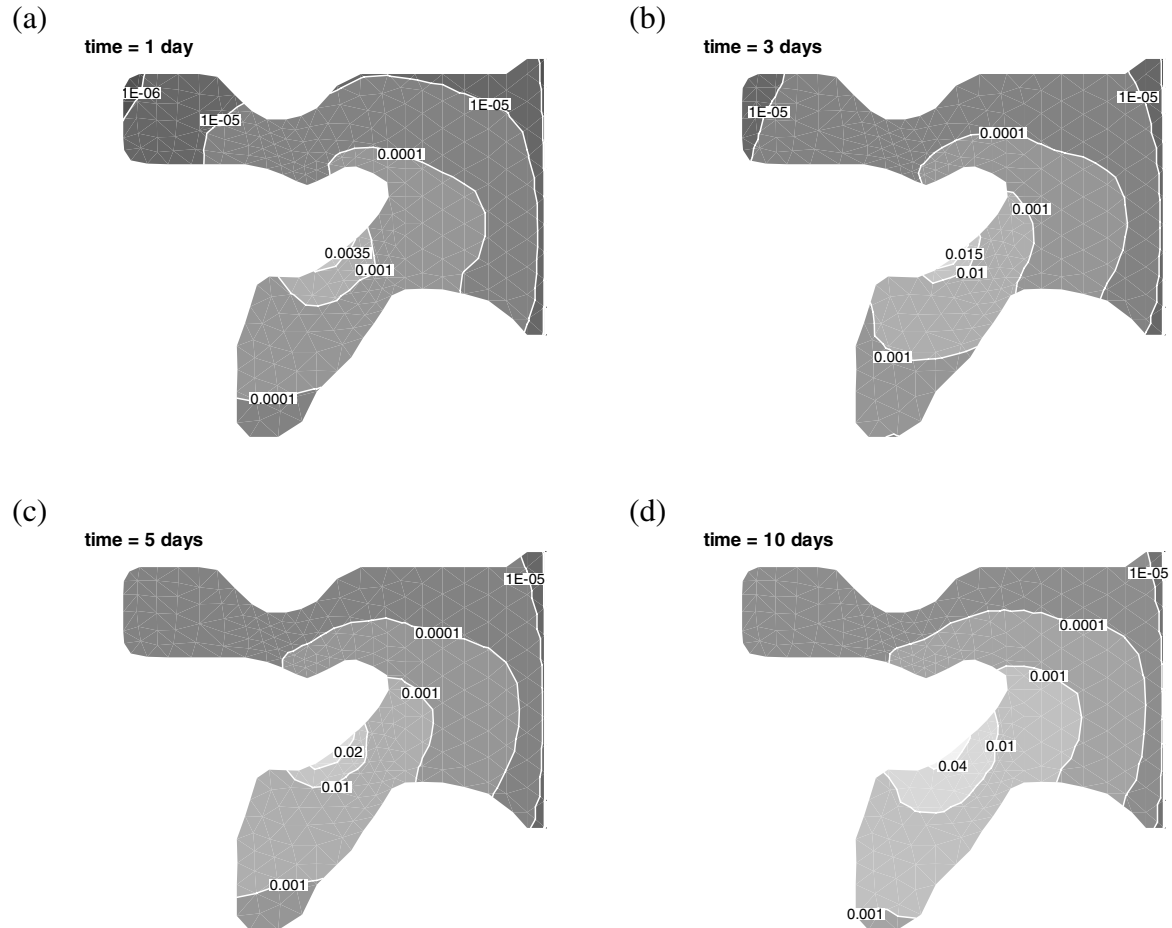 (a)
time = 1 day
1E-06
1E-05
1E-05
0.0001
0.0035
0.001
0.0001
(b)
time = 3 days
1E-05
1E-05
0.0001
0.001
0.015
0.01
0.001
(c)
time = 5 days
1E-05
0.0001
0.001
0.02
0.01
0.001
(d)
time = 10 days
1E-05
0.0001
0.001
0.01
0.04
0.001